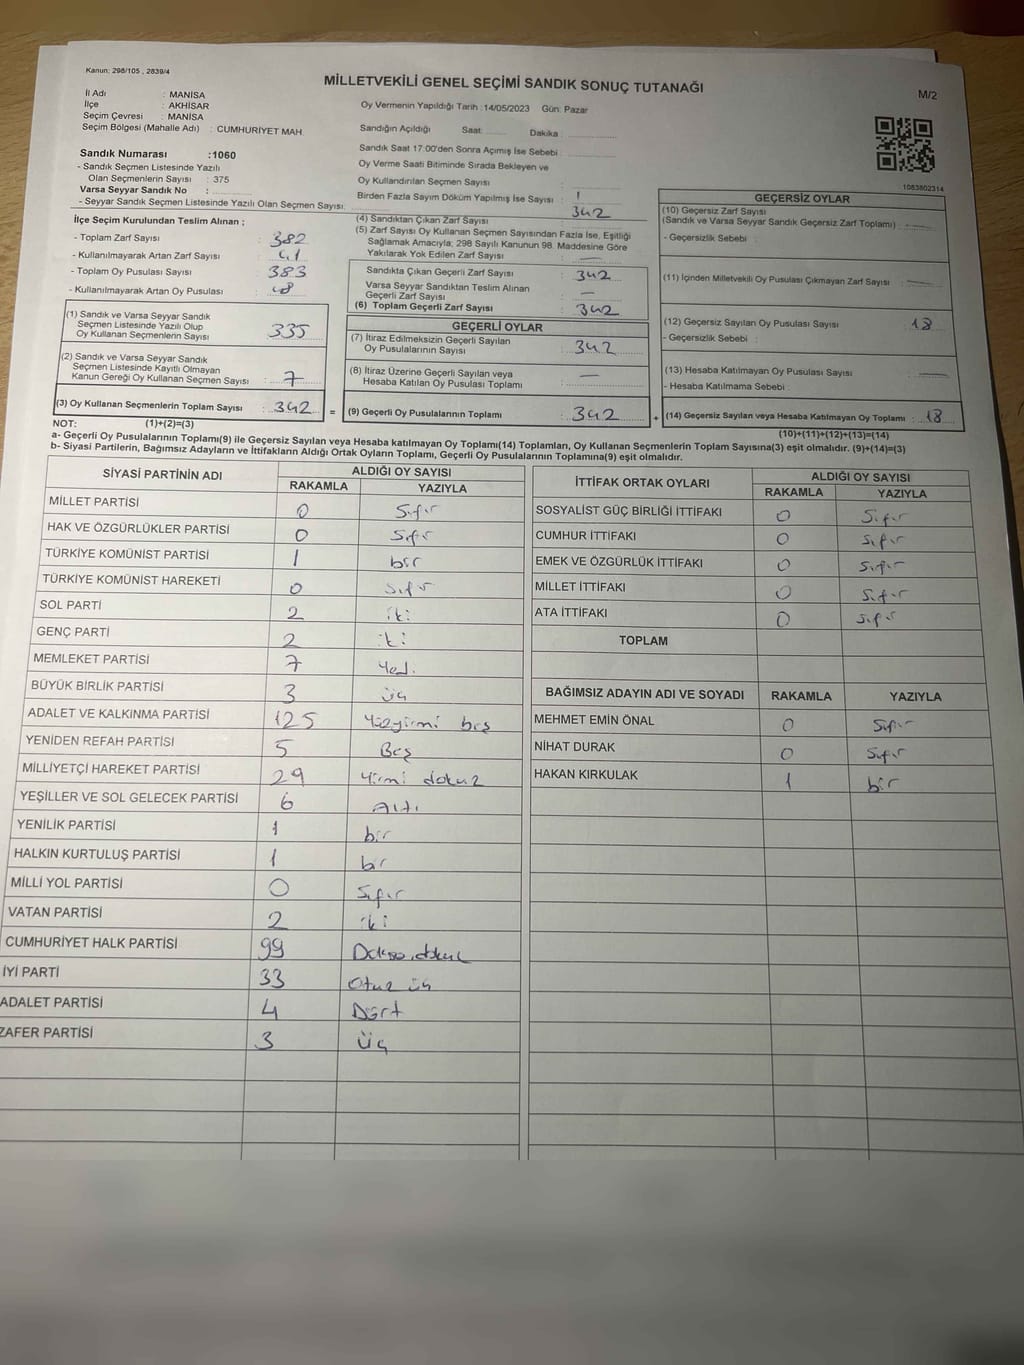 Kanun: 298/105 , 2839/4
MİLLETVEKİLİ GENEL SEÇİMİ SANDIK SONUÇ TUTANAĞI
M/2
İl Adı : MANİSA
İlçe : AKHİSAR
Seçim Çevresi : MANİSA
Seçim Bölgesi (Mahalle Adı) : CUMHURİYET MAH.
Sandık Numarası :1060
- Sandık Seçmen Listesinde Yazılı
Olan Seçmenlerin Sayısı : 375
Varsa Seyyar Sandık No :
- Seyyar Sandık Seçmen Listesinde Yazılı Olan Seçmen Sayısı:
Oy Vermenin Yapıldığı Tarih :14/05/2023 Gün: Pazar
Sandığın Açıldığı Saat: Dakika :
Sandık Saat 17:00'den Sonra Açımış İse Sebebi :
Oy Verme Saati Bitiminde Sırada Bekleyen ve
Oy Kullandırılan Seçmen Sayısı :
Birden Fazla Sayım Döküm Yapılmış İse Sayısı : 1
1083802314
İlçe Seçim Kurulundan Teslim Alınan ;
- Toplam Zarf Sayısı : 382
- Kullanılmayarak Artan Zarf Sayısı : 41
- Toplam Oy Pusulası Sayısı : 383
- Kullanılmayarak Artan Oy Pusulası :
(1) Sandık ve Varsa Seyyar Sandık
Seçmen Listesinde Yazılı Olup
Oy Kullanan Seçmenlerin Sayısı : 335
(2) Sandık ve Varsa Seyyar Sandık
Seçmen Listesinde Kayıtlı Olmayan
Kanun Gereği Oy Kullanan Seçmen Sayısı : 7
(3) Oy Kullanan Seçmenlerin Toplam Sayısı : 342 =
(4) Sandıktan Çıkan Zarf Sayısı : 342
(5) Zarf Sayısı Oy Kullanan Seçmen Sayısından Fazla İse, Eşitliği
Sağlamak Amacıyla, 298 Sayılı Kanunun 98. Maddesine Göre
Yakılarak Yok Edilen Zarf Sayısı : —
Sandıkta Çıkan Geçerli Zarf Sayısı : 342
Varsa Seyyar Sandıktan Teslim Alınan
Geçerli Zarf Sayısı : —
(6) Toplam Geçerli Zarf Sayısı : 342
GEÇERLİ OYLAR
(7) İtiraz Edilmeksizin Geçerli Sayılan
Oy Pusulalarının Sayısı : 342
(8) İtiraz Üzerine Geçerli Sayılan veya
Hesaba Katılan Oy Pusulası Toplamı : —
(9) Geçerli Oy Pusulalarının Toplamı : 342 +
GEÇERSİZ OYLAR
(10) Geçersiz Zarf Sayısı
(Sandık ve Varsa Seyyar Sandık Geçersiz Zarf Toplamı) : —
- Geçersizlik Sebebi :
(11) İçinden Milletvekili Oy Pusulası Çıkmayan Zarf Sayısı : —
(12) Geçersiz Sayılan Oy Pusulası Sayısı : 18
- Geçersizlik Sebebi :
(13) Hesaba Katılmayan Oy Pusulası Sayısı : —
- Hesaba Katılmama Sebebi :
(14) Geçersiz Sayılan veya Hesaba Katılmayan Oy Toplamı : 18
NOT: (1)+(2)=(3) (10)+(11)+(12)+(13)=(14)
a- Geçerli Oy Pusulalarının Toplamı(9) ile Geçersiz Sayılan veya Hesaba katılmayan Oy Toplamı(14) Toplamları, Oy Kullanan Seçmenlerin Toplam Sayısına(3) eşit olmalıdır. (9)+(14)=(3)
b- Siyasi Partilerin, Bağımsız Adayların ve İttifakların Aldığı Ortak Oyların Toplamı, Geçerli Oy Pusulalarının Toplamına(9) eşit olmalıdır.
SİYASİ PARTİNİN ADI ALDIĞI OY SAYISI
RAKAMLA YAZIYLA
MİLLET PARTİSİ 0 Sıfır
HAK VE ÖZGÜRLÜKLER PARTİSİ 0 Sıfır
TÜRKİYE KOMÜNİST PARTİSİ 1 bir
TÜRKİYE KOMÜNİST HAREKETİ 0 Sıfır
SOL PARTİ 2 iki
GENÇ PARTİ 2 iki
MEMLEKET PARTİSİ 7 Yedi
BÜYÜK BİRLİK PARTİSİ 3 üç
ADALET VE KALKINMA PARTİSİ 125 Yüzyirmi beş
YENİDEN REFAH PARTİSİ 5 Beş
MİLLİYETÇİ HAREKET PARTİSİ 29 Yirmi dokuz
YEŞİLLER VE SOL GELECEK PARTİSİ 6 Altı
YENİLİK PARTİSİ 1 bir
HALKIN KURTULUŞ PARTİSİ 1 bir
MİLLİ YOL PARTİSİ 0 Sıfır
VATAN PARTİSİ 2 iki
CUMHURİYET HALK PARTİSİ 99
İYİ PARTİ 33 Otuz üç
ADALET PARTİSİ 4 Dört
ZAFER PARTİSİ 3 Üç
İTTİFAK ORTAK OYLARI ALDIĞI OY SAYISI
RAKAMLA YAZIYLA
SOSYALİST GÜÇ BİRLİĞİ İTTİFAKI 0 Sıfır
CUMHUR İTTİFAKI 0 Sıfır
EMEK VE ÖZGÜRLÜK İTTİFAKI 0 Sıfır
MİLLET İTTİFAKI 0 Sıfır
ATA İTTİFAKI 0 Sıfır
TOPLAM
BAĞIMSIZ ADAYIN ADI VE SOYADI RAKAMLA YAZIYLA
MEHMET EMİN ÖNAL 0 Sıfır
NİHAT DURAK 0 Sıfır
HAKAN KIRKULAK 1 bir